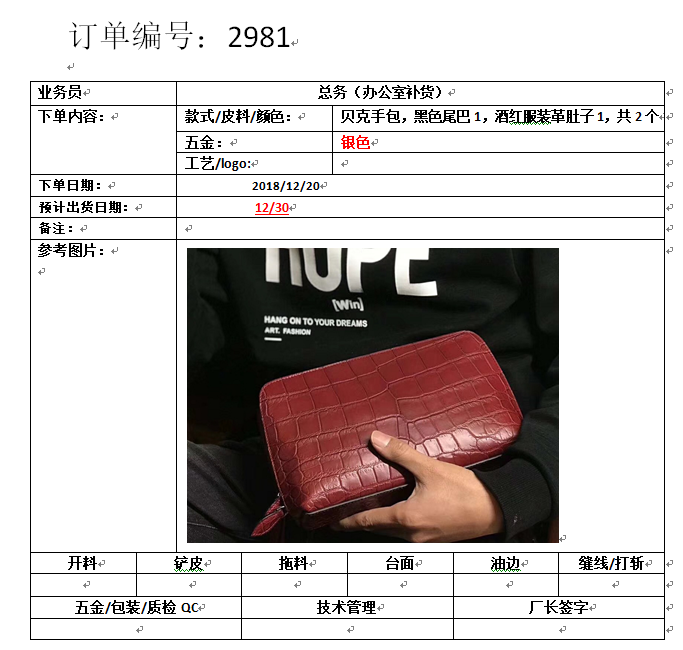 订单编号：2981
业务员 总务（办公室补货）
下单内容： 款式/皮料/颜色： 贝克手包，黑色尾巴 1，酒红服装革肚子 1，共 2 个
五金： 银色
工艺/logo:
下单日期： 2018/12/20
预计出货日期： 12/30
备注：
参考图片：
HOPE
[Win]
HANG ON TO YOUR DREAMS
ART. FASHION
开料 铲皮 拖料 台面 油边 缝线/打斩
五金/包装/质检 QC 技术管理 厂长签字